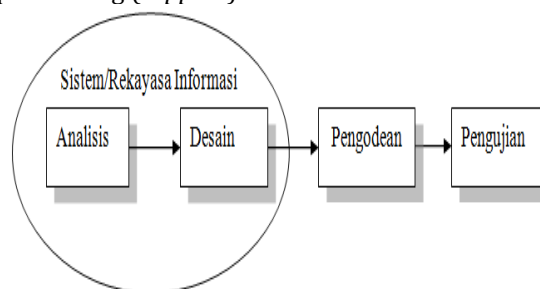 Sistem/Rekayasa Informasi
Analisis
Desain
Pengodean
Pengujian